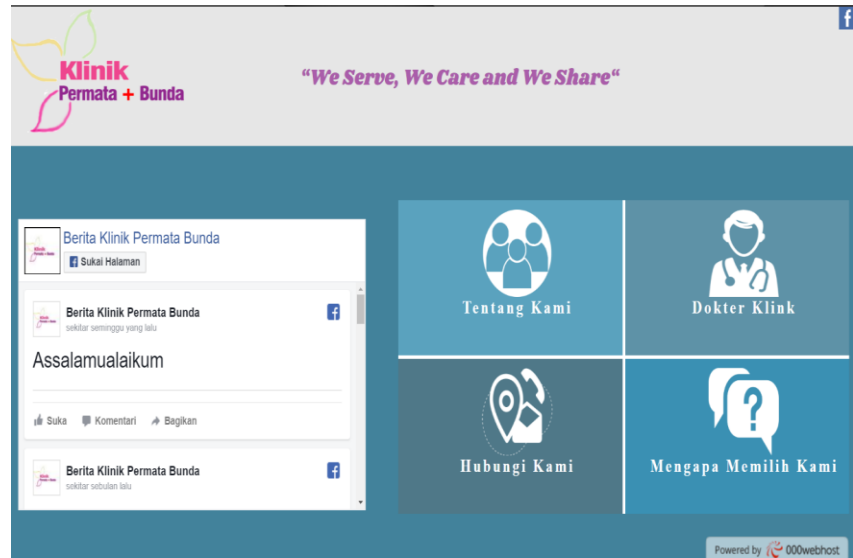 Klinik
Permata + Bunda
“We Serve, We Care and We Share“
Berita Klinik Permata Bunda
Sukai Halaman
Berita Klinik Permata Bunda
sekitar seminggu yang lalu
Assalamualaikum
Suka Komentari Bagikan
Berita Klinik Permata Bunda
sekitar sebulan lalu
Tentang Kami
Dokter Klink
Hubungi Kami
Mengapa Memilih Kami
Powered by 000webhost